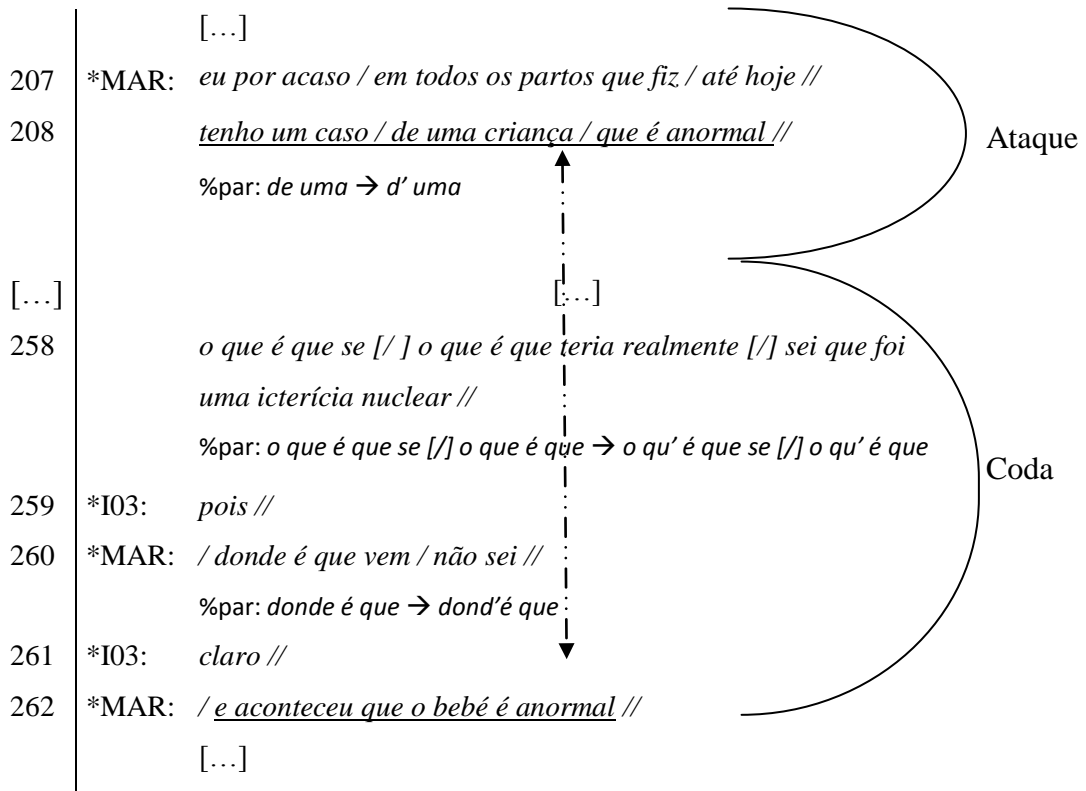 […]
207 *MAR: eu por acaso / em todos os partos que fiz / até hoje //
208 tenho um caso / de uma criança / que é anormal //
Ataque
%par: de uma → d’ uma
[…] […]
258 o que é que se [/ ] o que é que teria realmente [/] sei que foi
uma icterícia nuclear //
%par: o que é que se [/] o que é que → o qu’ é que se [/] o qu’ é que
Coda
259 *I03: pois //
260 *MAR: / donde é que vem / não sei //
%par: donde é que → dond’é que
261 *I03: claro //
262 *MAR: / e aconteceu que o bebé é anormal //
[…]